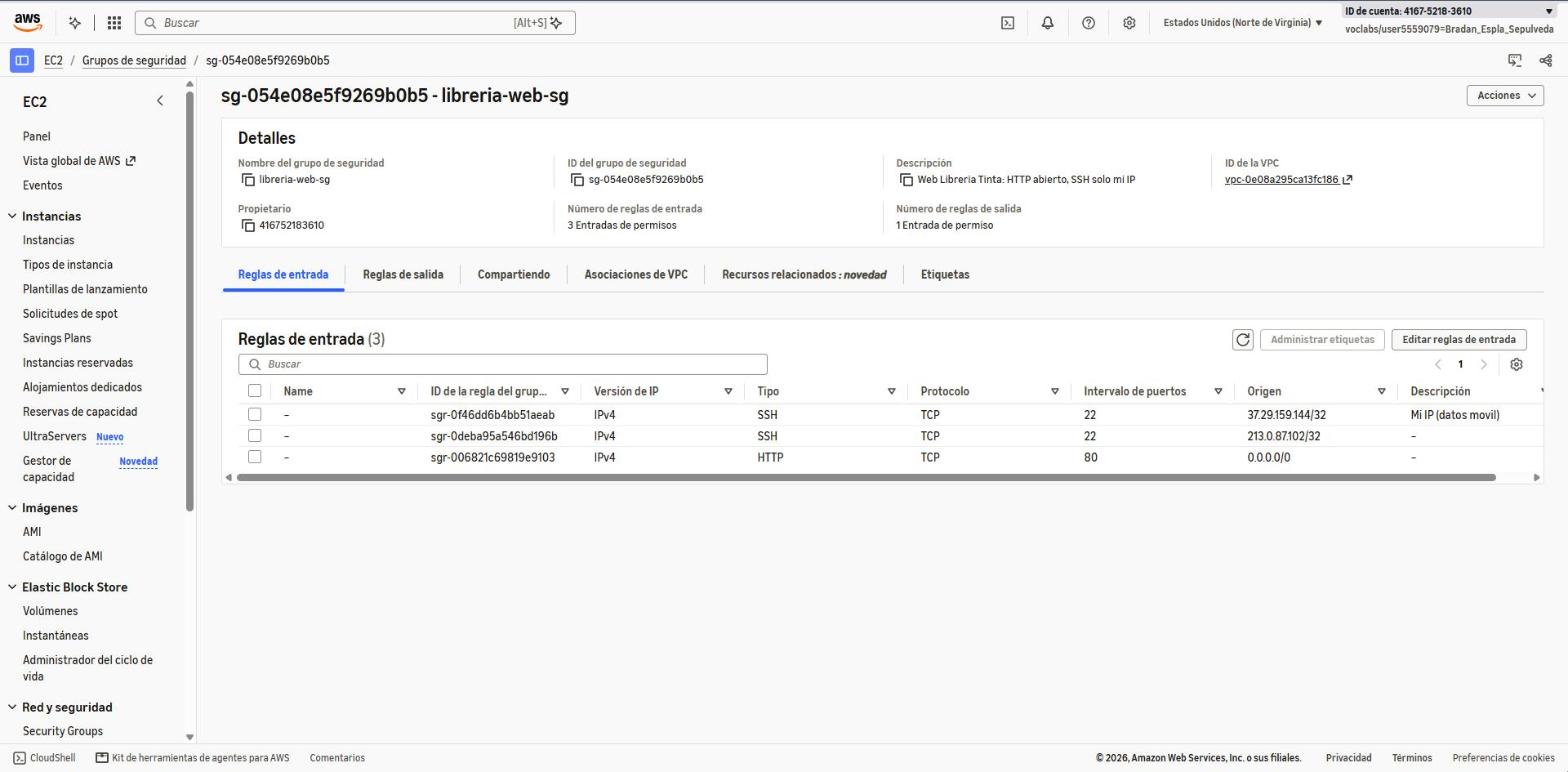 aws
Buscar [Alt+S]
Estados Unidos (Norte de Virginia)
ID de cuenta: 4167-5218-3610
voclabs/user5559079=Bradan_Espla_Sepulveda
EC2 / Grupos de seguridad / sg-054e08e5f9269b0b5
EC2
Panel
Vista global de AWS
Eventos
Instancias
Instancias
Tipos de instancia
Plantillas de lanzamiento
Solicitudes de spot
Savings Plans
Instancias reservadas
Alojamientos dedicados
Reservas de capacidad
UltraServers Nuevo
Gestor de Novedad
capacidad
Imágenes
AMI
Catálogo de AMI
Elastic Block Store
Volúmenes
Instantáneas
Administrador del ciclo de
vida
Red y seguridad
Security Groups
sg-054e08e5f9269b0b5 - libreria-web-sg
Acciones
Detalles
Nombre del grupo de seguridad
libreria-web-sg
ID del grupo de seguridad
sg-054e08e5f9269b0b5
Descripción
Web Libreria Tinta: HTTP abierto, SSH solo mi IP
ID de la VPC
vpc-0e08a295ca13fc186
Propietario
416752183610
Número de reglas de entrada
3 Entradas de permisos
Número de reglas de salida
1 Entrada de permiso
Reglas de entrada Reglas de salida Compartiendo Asociaciones de VPC Recursos relacionados : novedad Etiquetas
Reglas de entrada (3)
Administrar etiquetas Editar reglas de entrada
Buscar
1
Name ID de la regla del grup... Versión de IP Tipo Protocolo Intervalo de puertos Origen Descripción
– sgr-0f46dd6b4bb51aeab IPv4 SSH TCP 22 37.29.159.144/32 Mi IP (datos movil)
– sgr-0deba95a546bd196b IPv4 SSH TCP 22 213.0.87.102/32 –
– sgr-006821c69819e9103 IPv4 HTTP TCP 80 0.0.0.0/0 –
CloudShell Kit de herramientas de agentes para AWS Comentarios
© 2026, Amazon Web Services, Inc. o sus filiales. Privacidad Términos Preferencias de cookies